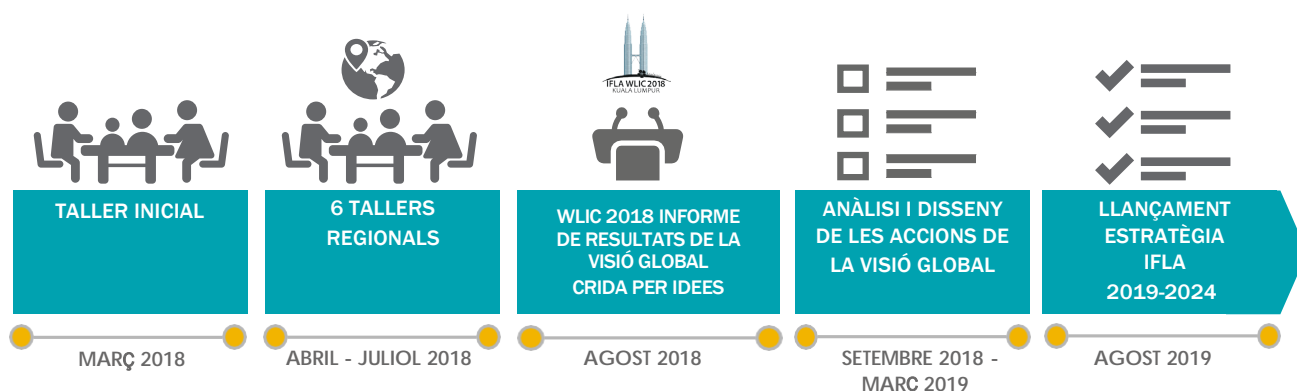 IFLA WLIC 2018
KUALA LUMPUR
TALLER INICIAL
6 TALLERS
REGIONALS
WLIC 2018 INFORME
DE RESULTATS DE LA
VISIÓ GLOBAL
CRIDA PER IDEES
ANÀLISI I DISSENY
DE LES ACCIONS DE
LA VISIÓ GLOBAL
LLANÇAMENT
ESTRATÈGIA
IFLA
2019-2024
MARÇ 2018
ABRIL - JULIOL 2018
AGOST 2018
SETEMBRE 2018 -
MARÇ 2019
AGOST 2019